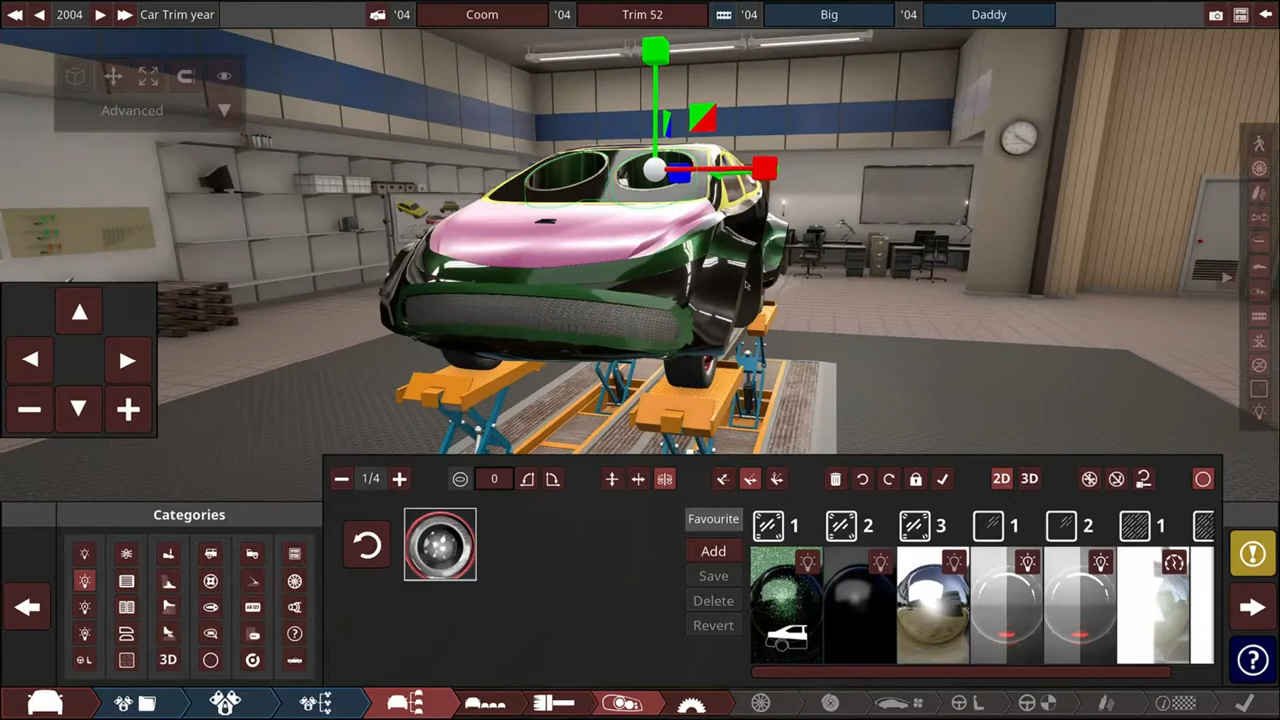 2004 Car Trim year '04 Coom '04 Trim 52 '04 Big '04 Daddy
Advanced
1/4 0 2D 3D
Categories
Favourite 1 2 3 1 2 1
Add
Save
Delete
Revert
L 3D